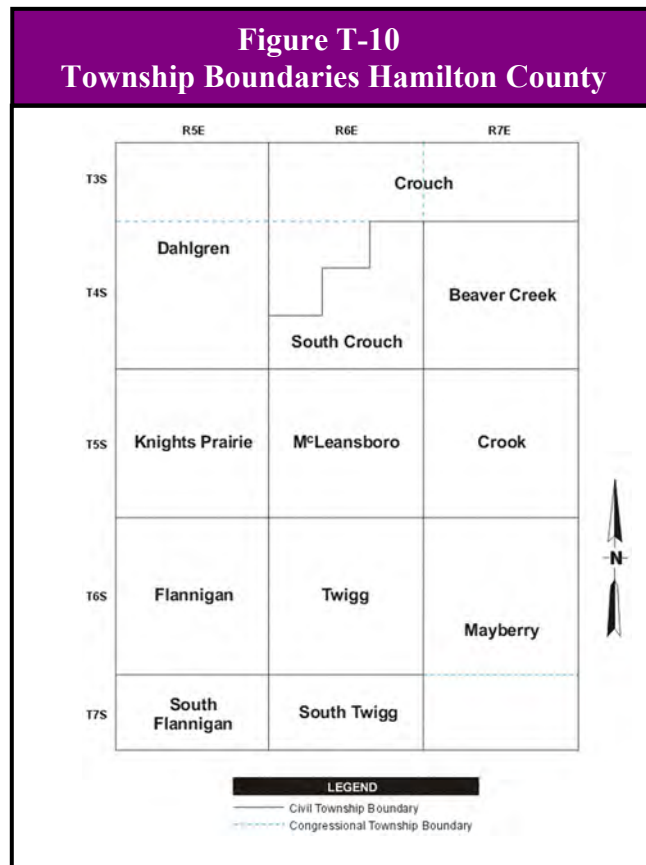 Figure T-10
Township Boundaries Hamilton County
R5E R6E R7E
T3S
Crouch
Dahlgren
T4S
Beaver Creek
South Crouch
T5S
Knights Prairie
McLeansboro
Crook
N
T6S
Flannigan
Twigg
Mayberry
T7S
South
Flannigan
South Twigg
LEGEND
Civil Township Boundary
Congressional Township Boundary